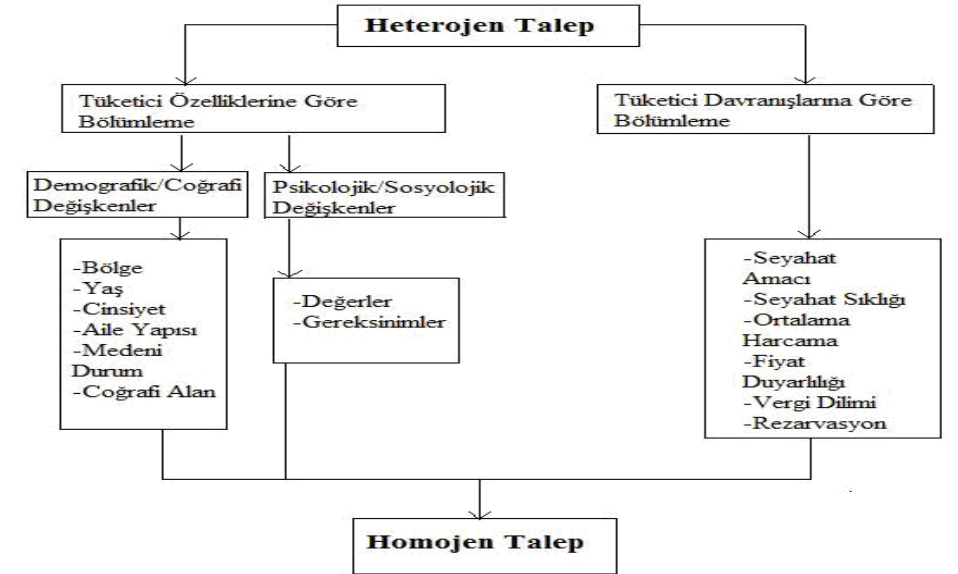 Heterojen Talep
Tüketici Özelliklerine Göre
Bölümleme
Tüketici Davranışlarına Göre
Bölümleme
Demografik/Coğrafi
Değişkenler
Psikolojik/Sosyolojik
Değişkenler
-Bölge
-Yaş
-Cinsiyet
-Aile Yapısı
-Medeni
Durum
-Coğrafi Alan
-Değerler
-Gereksinimler
-Seyahat
Amacı
-Seyahat Sıklığı
-Ortalama
Harcama
-Fiyat
Duyarlılığı
-Vergi Dilimi
-Rezarvasyon
Homojen Talep